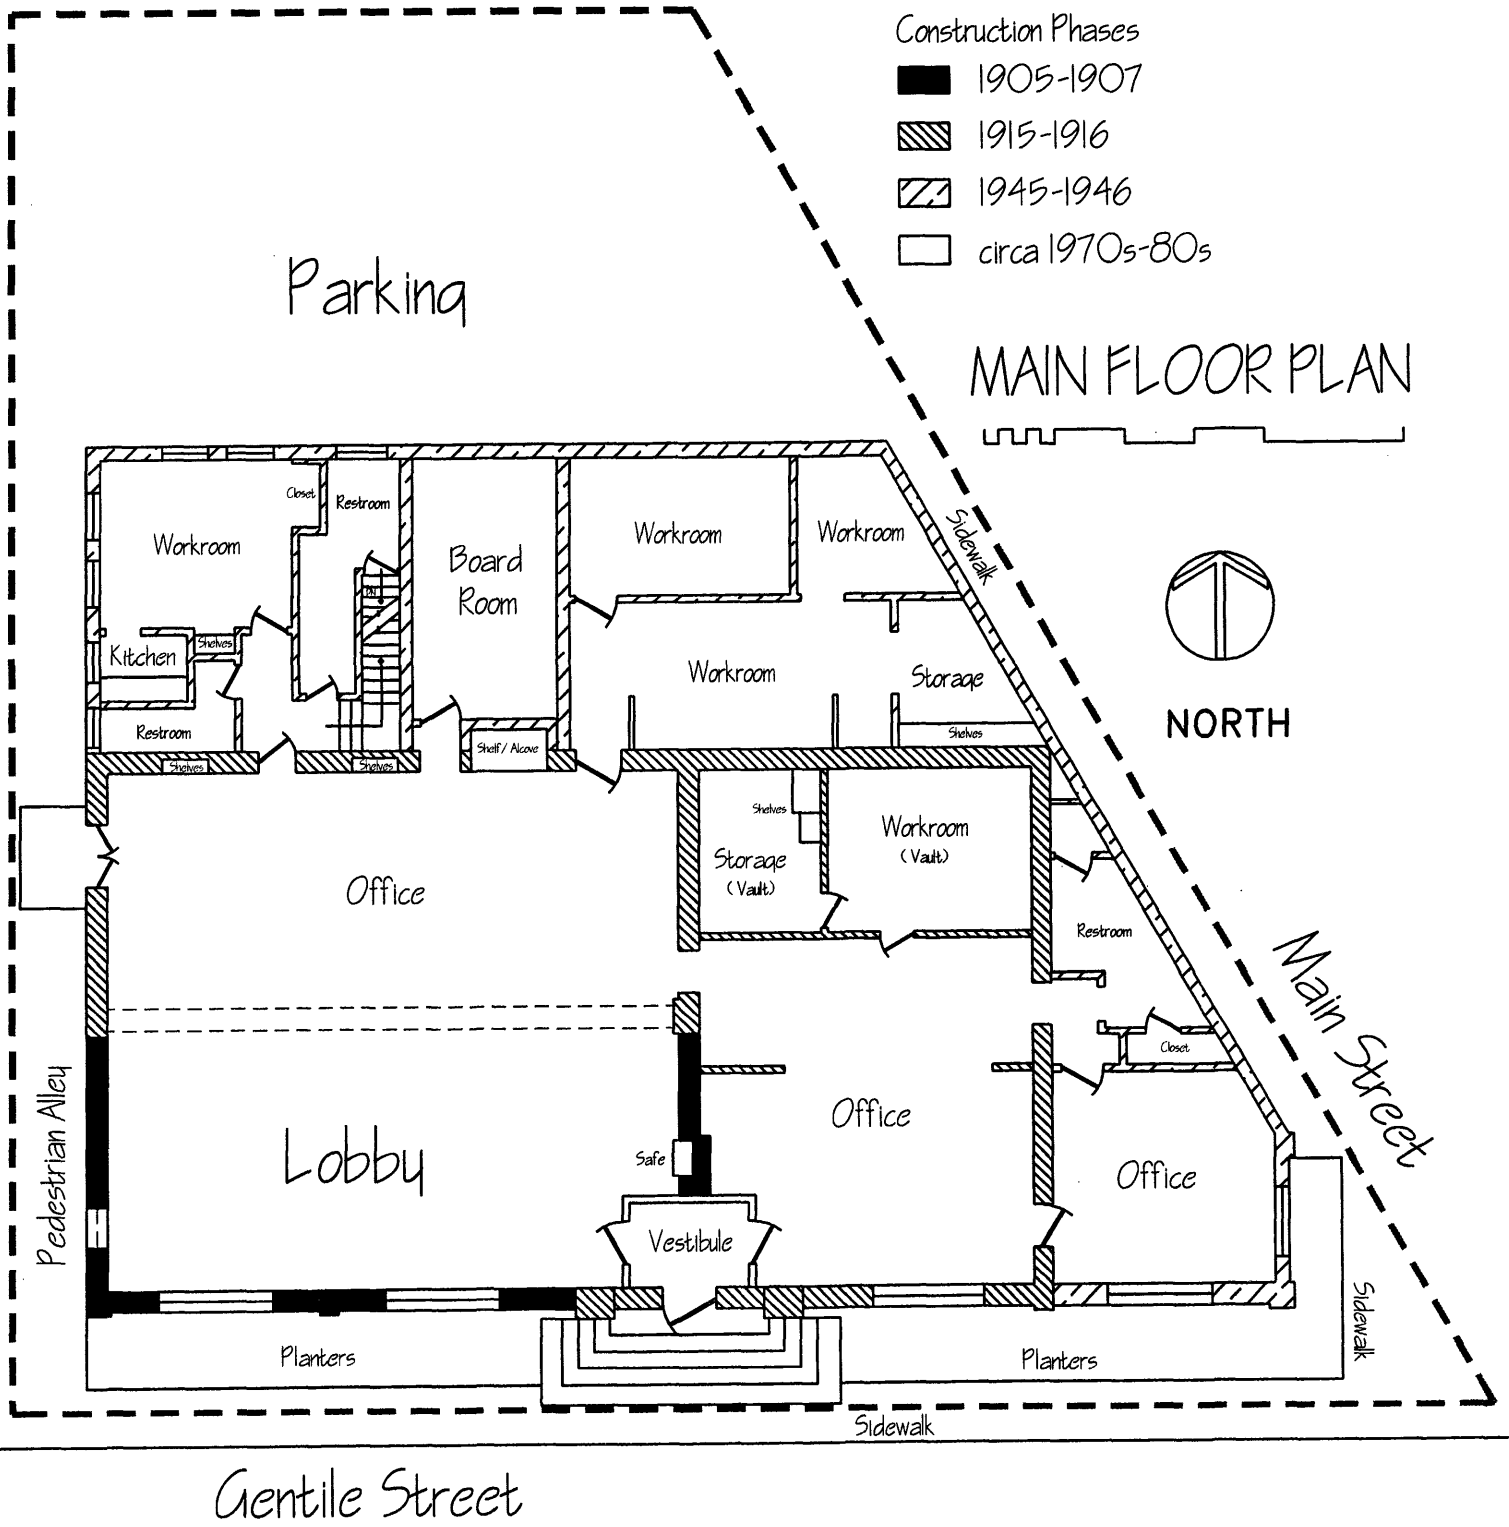 Construction Phases
1905-1907
1915-1916
1945-1946
circa 1970s-80s
Parking
MAIN FLOOR PLAN
Closet
Restroom
Workroom
Board
Room
Workroom
Workroom
Sidewalk
DN
Kitchen
Shelves
Workroom
Storage
NORTH
Restroom
Shelves
Shelf / Alcove
Shelves
Shelves
Shelves
Workroom
(Vault)
Storage
(Vault)
Office
Restroom
Main Street
Closet
Pedestrian Alley
Office
Lobby
Safe
Office
Vestibule
Sidewalk
Planters
Planters
Sidewalk
Gentile Street